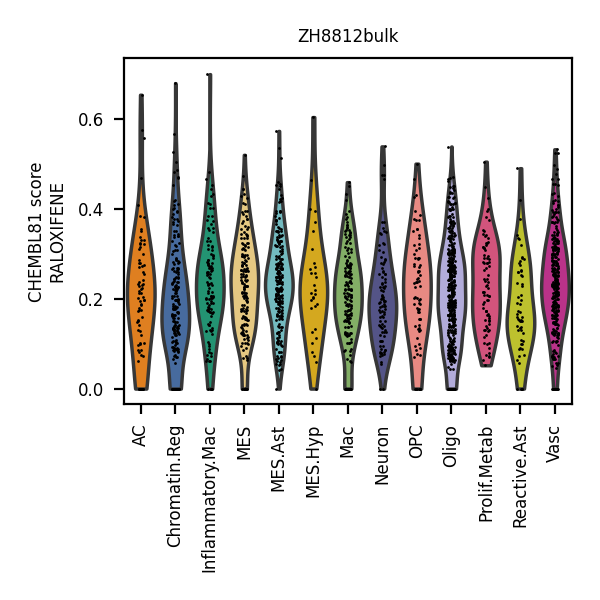 ZH8812bulk
CHEMBL81 score
RALOXIFENE
0.6
0.4
0.2
0.0
AC
Chromatin.Reg
Inflammatory.Mac
MES
MES.Ast
MES.Hyp
Mac
Neuron
OPC
Oligo
Prolif.Metab
Reactive.Ast
Vasc